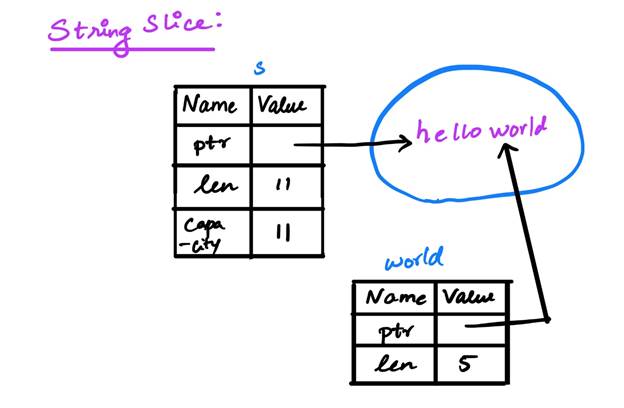 String Slice:
s
Name Value
ptr
len 11
capa
-city 11
hello world
world
Name Value
ptr
len 5